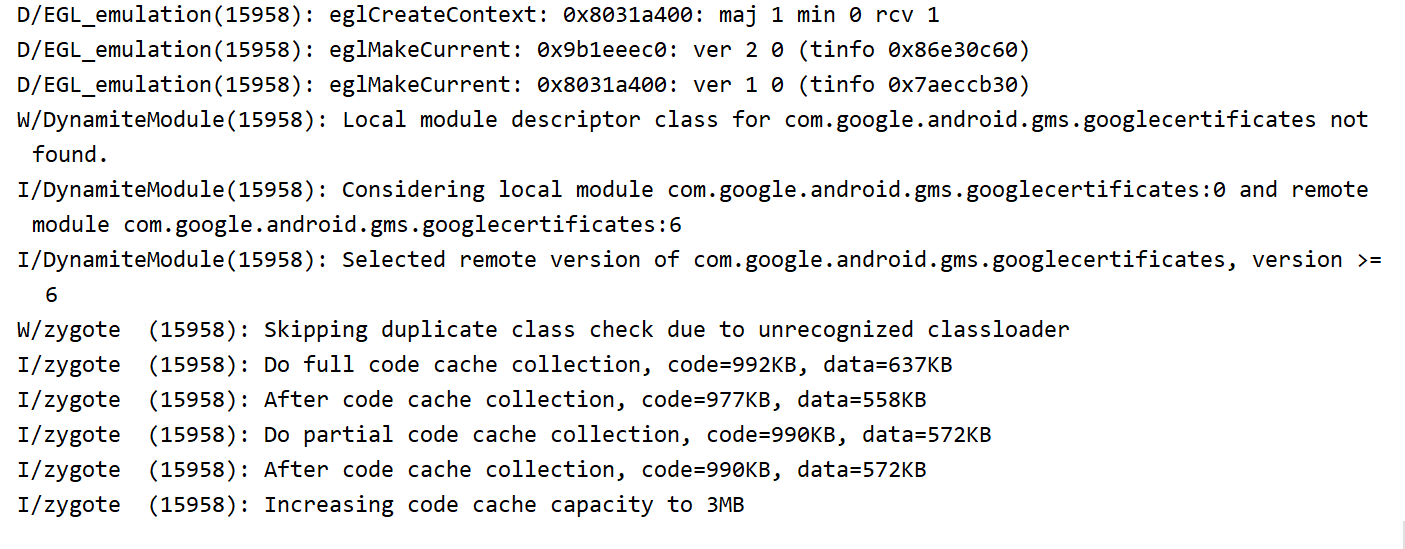 D/EGL_emulation(15958): eglCreateContext: 0x8031a400: maj 1 min 0 rcv 1
D/EGL_emulation(15958): eglMakeCurrent: 0x9b1eeec0: ver 2 0 (tinfo 0x86e30c60)
D/EGL_emulation(15958): eglMakeCurrent: 0x8031a400: ver 1 0 (tinfo 0x7aeccb30)
W/DynamiteModule(15958): Local module descriptor class for com.google.android.gms.googlecertificates not
found.
I/DynamiteModule(15958): Considering local module com.google.android.gms.googlecertificates:0 and remote
module com.google.android.gms.googlecertificates:6
I/DynamiteModule(15958): Selected remote version of com.google.android.gms.googlecertificates, version >=
6
W/zygote  (15958): Skipping duplicate class check due to unrecognized classloader
I/zygote  (15958): Do full code cache collection, code=992KB, data=637KB
I/zygote  (15958): After code cache collection, code=977KB, data=558KB
I/zygote  (15958): Do partial code cache collection, code=990KB, data=572KB
I/zygote  (15958): After code cache collection, code=990KB, data=572KB
I/zygote  (15958): Increasing code cache capacity to 3MB